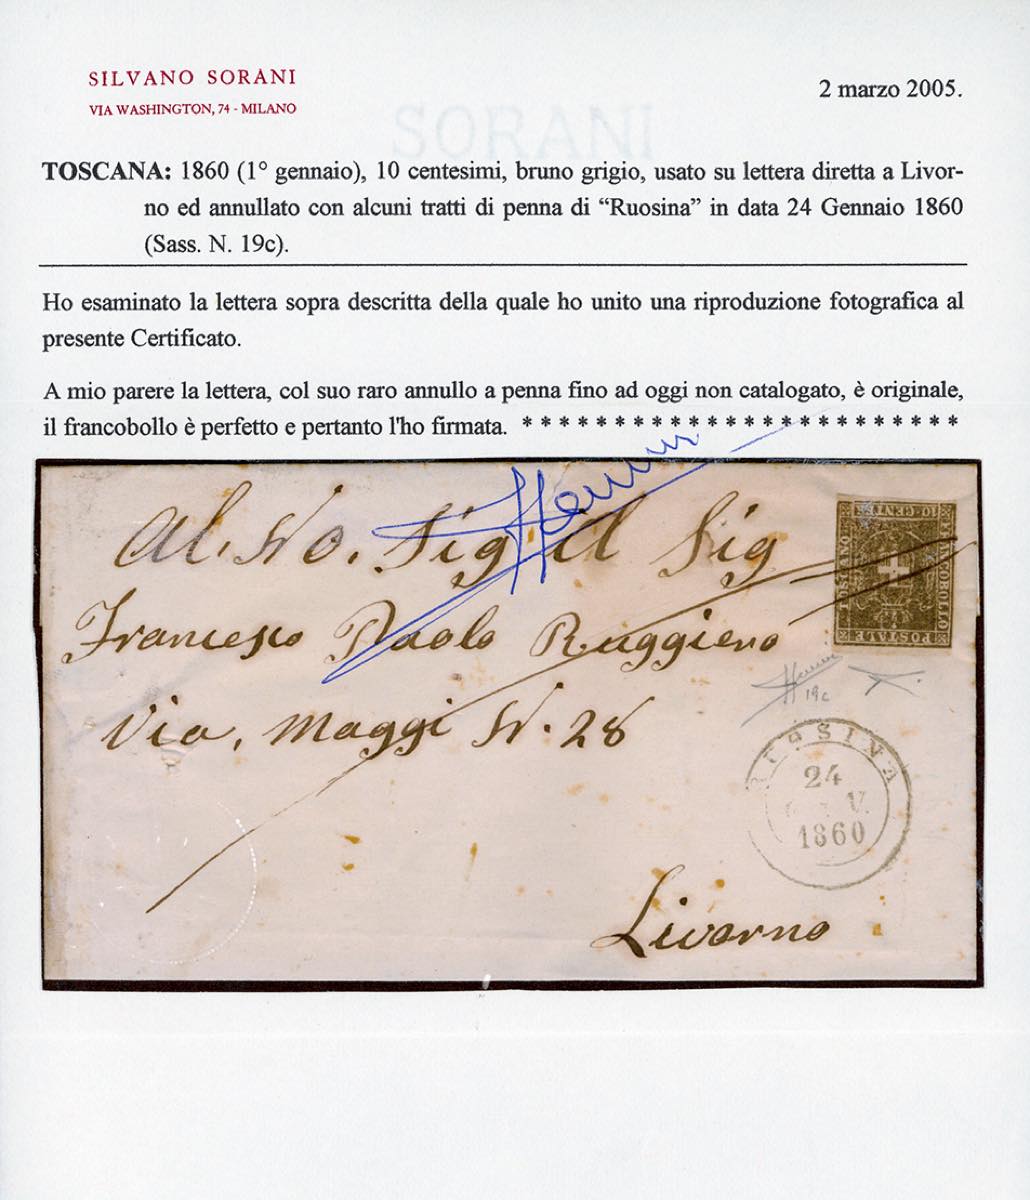 SILVANO SORANI
VIA WASHINGTON, 74 - MILANO
2 marzo 2005.
SORANI
TOSCANA: 1860 (1° gennaio), 10 centesimi, bruno grigio, usato su lettera diretta a Livor-
no ed annullato con alcuni tratti di penna di “Ruosina” in data 24 Gennaio 1860
(Sass. N. 19c).
Ho esaminato la lettera sopra descritta della quale ho unito una riproduzione fotografica al
presente Certificato.
A mio parere la lettera, col suo raro annullo a penna fino ad oggi non catalogato, è originale,
il francobollo è perfetto e pertanto l'ho firmata. * * * * * * * * * * * * * * * * * * * * * * * *
Sig il Sig
Francesco Paolo Ruggiero
Via, Maggi N. 28
Livorno
FRANCOBOLLO
POSTALE
TOSCANO
10 CENT
19c
RUOSINA
24
1860